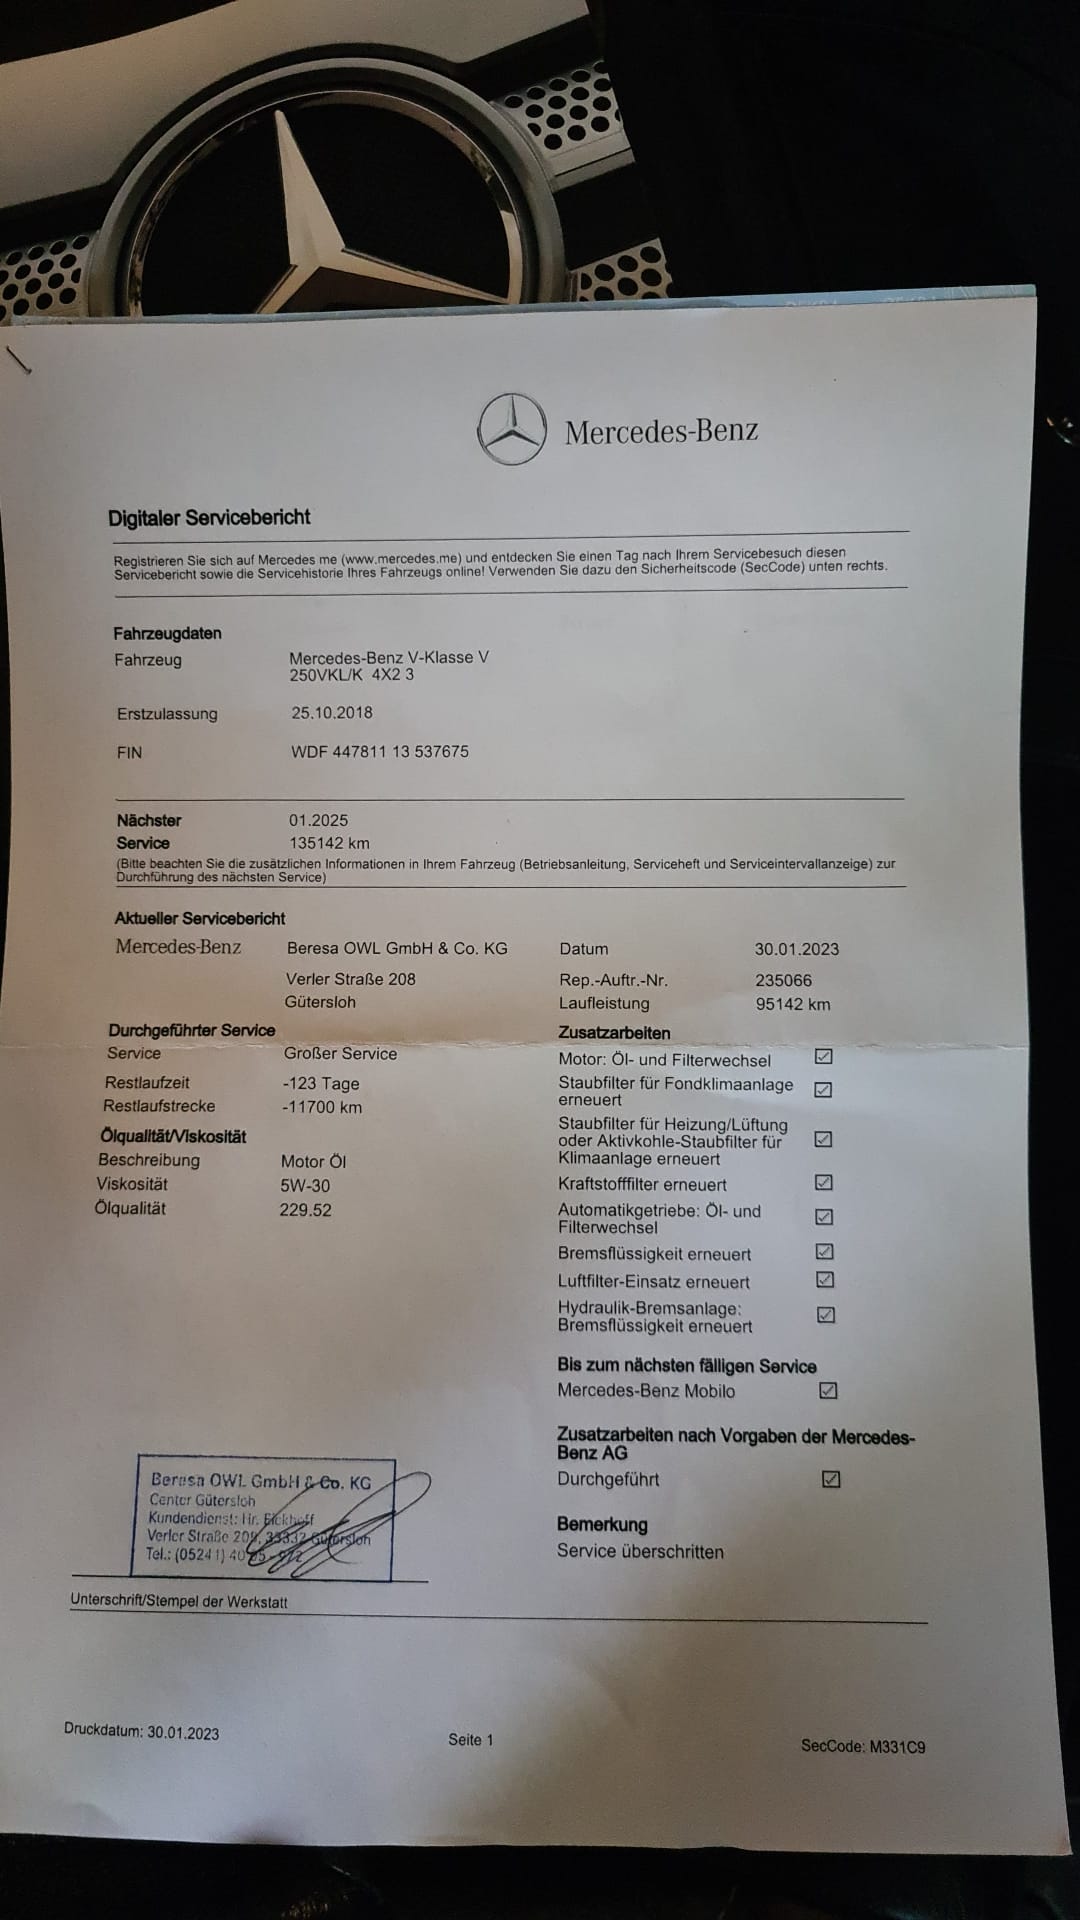 Mercedes-Benz
Digitaler Servicebericht
Registrieren Sie sich auf Mercedes me (www.mercedes.me) und entdecken Sie einen Tag nach Ihrem Servicebesuch diesen
Servicebericht sowie die Servicehistorie Ihres Fahrzeugs online! Verwenden Sie dazu den Sicherheitscode (SecCode) unten rechts.
Fahrzeugdaten
Fahrzeug Mercedes-Benz V-Klasse V
250VKL/K 4X2 3
Erstzulassung 25.10.2018
FIN WDF 447811 13 537675
Nächster 01.2025
Service 135142 km
(Bitte beachten Sie die zusätzlichen Informationen in Ihrem Fahrzeug (Betriebsanleitung, Serviceheft und Serviceintervallanzeige) zur
Durchführung des nächsten Service)
Aktueller Servicebericht
Mercedes-Benz Beresa OWL GmbH & Co. KG
Verler Straße 208
Gütersloh
Datum 30.01.2023
Rep.-Auftr.-Nr. 235066
Laufleistung 95142 km
Durchgeführter Service
Service Großer Service
Restlaufzeit -123 Tage
Restlaufstrecke -11700 km
Ölqualität/Viskosität
Beschreibung Motor Öl
Viskosität 5W-30
Ölqualität 229.52
Zusatzarbeiten
Motor: Öl- und Filterwechsel
Staubfilter für Fondklimaanlage
erneuert
Staubfilter für Heizung/Lüftung
oder Aktivkohle-Staubfilter für
Klimaanlage erneuert
Kraftstofffilter erneuert
Automatikgetriebe: Öl- und
Filterwechsel
Bremsflüssigkeit erneuert
Luftfilter-Einsatz erneuert
Hydraulik-Bremsanlage:
Bremsflüssigkeit erneuert
Bis zum nächsten fälligen Service
Mercedes-Benz Mobilo
Zusatzarbeiten nach Vorgaben der Mercedes-
Benz AG
Durchgeführt
Bemerkung
Service überschritten
Beresa OWL GmbH & Co. KG
Center Gütersloh
Kundendienst: Hr. Eickhoff
Verler Straße 208, 33332 Gütersloh
Tel.: (05241)
Unterschrift/Stempel der Werkstatt
Druckdatum: 30.01.2023
Seite 1
SecCode: M331C9